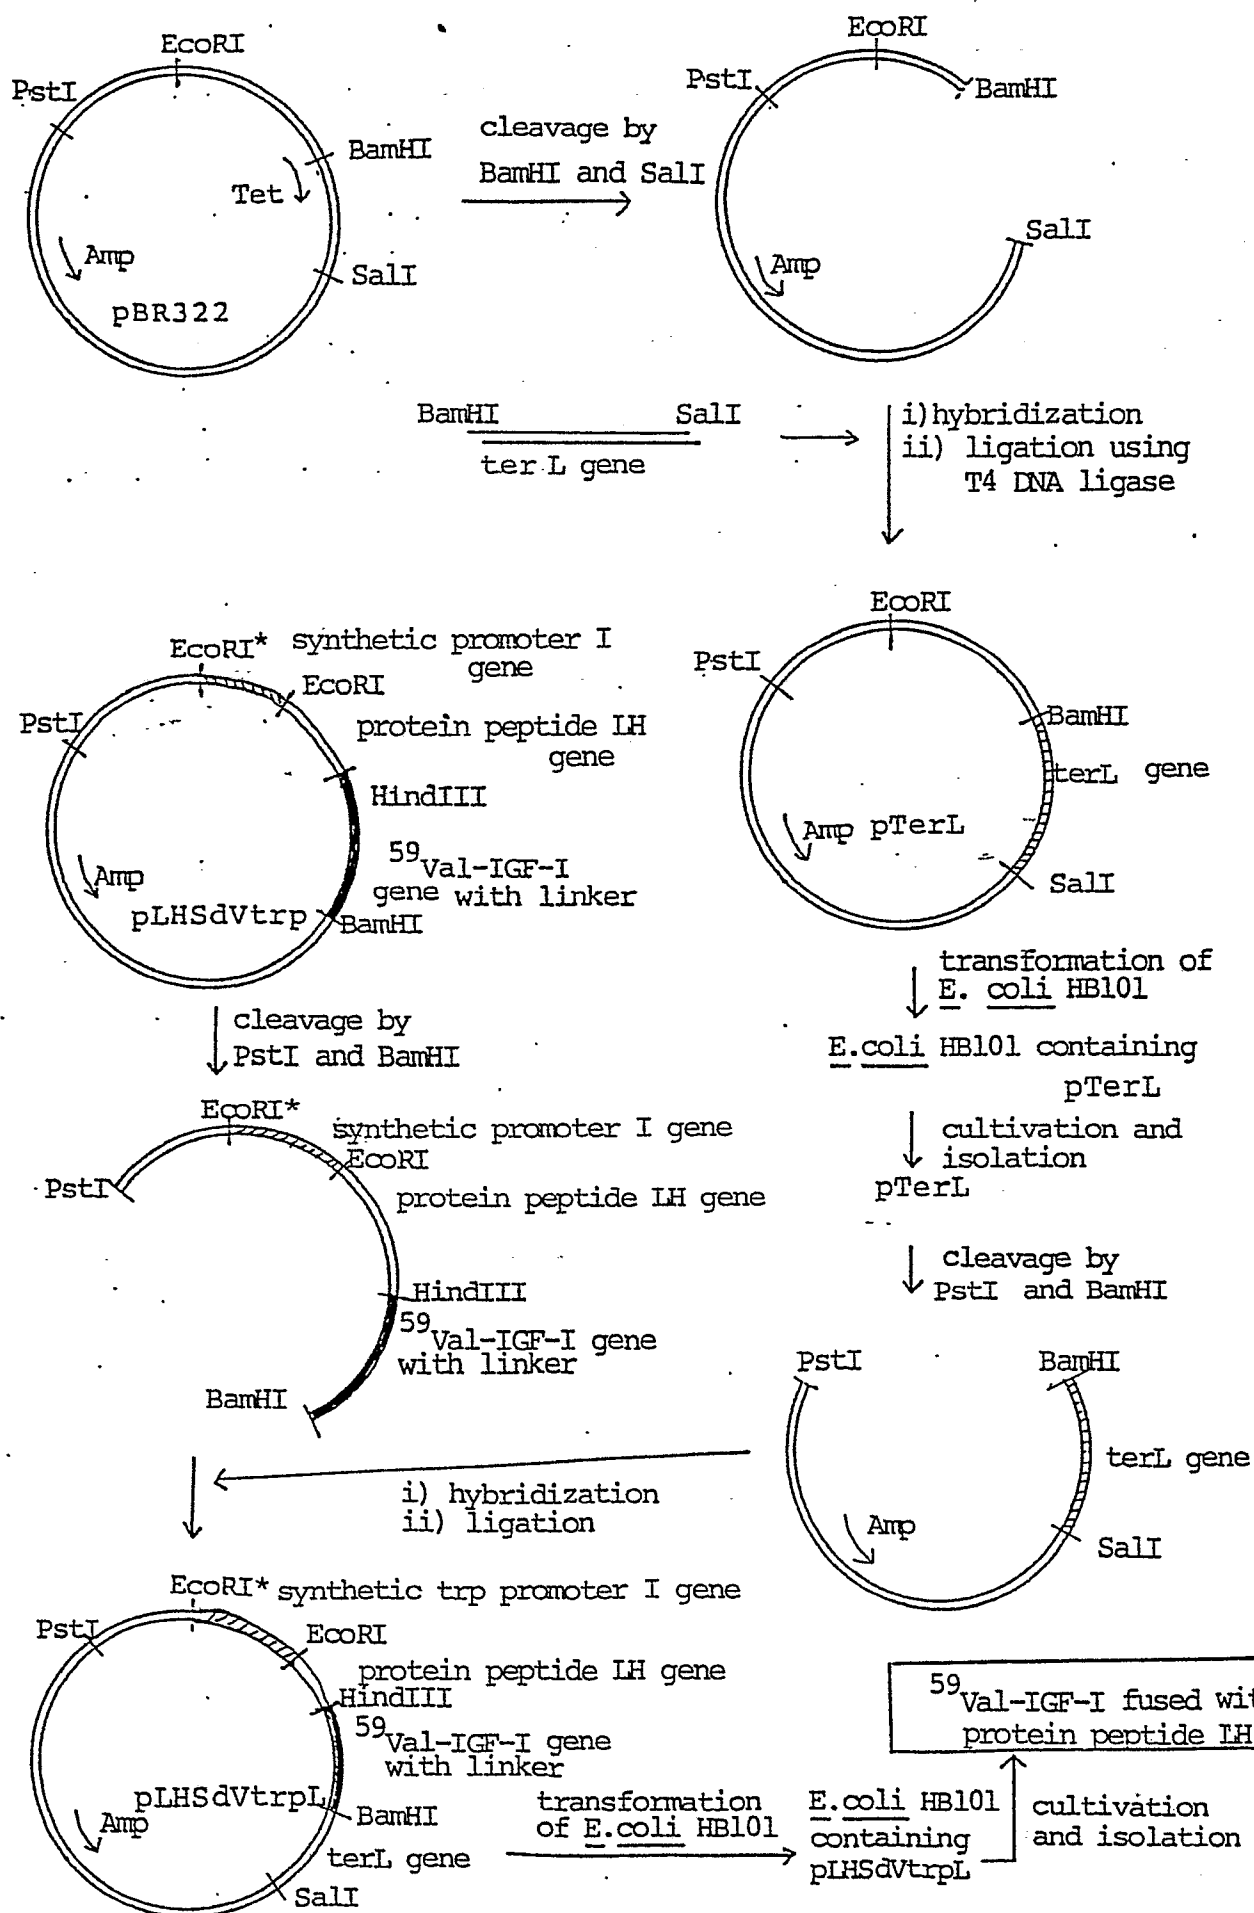 EcoRI
PstI
BamHI
Tet
Amp
SalI
pBR322
cleavage by
BamHI and SalI
EcoRI
PstI
BamHI
SalI
Amp
BamHI
SalI
ter L gene
i)hybridization
ii) ligation using
T4 DNA ligase
EcoRI
PstI
BamHI
terL gene
Amp pTerL
SalI
transformation of
E. coli HB101
E.coli HB101 containing
pTerL
cultivation and
isolation
pTerL
cleavage by
PstI and BamHI
PstI
BamHI
terL gene
Amp
SalI
EcoRI* synthetic promoter I
gene
EcoRI
PstI
protein peptide LH
gene
HindIII
59Val-IGF-I
gene with linker
Amp
pLHSdVtrp
BamHI
cleavage by
PstI and BamHI
EcoRI*
synthetic promoter I gene
EcoRI
PstI
protein peptide LH gene
HindIII
59Val-IGF-I gene
with linker
BamHI
i) hybridization
ii) ligation
EcoRI* synthetic trp promoter I gene
PstI
EcoRI
protein peptide LH gene
HindIII
59Val-IGF-I gene
with linker
pLHSdVtrpL
Amp
BamHI
terL gene
SalI
transformation
of E.coli HB101
E.coli HB101
containing
pLHSdVtrpL
cultivation
and isolation
59Val-IGF-I fused wit
protein peptide LH